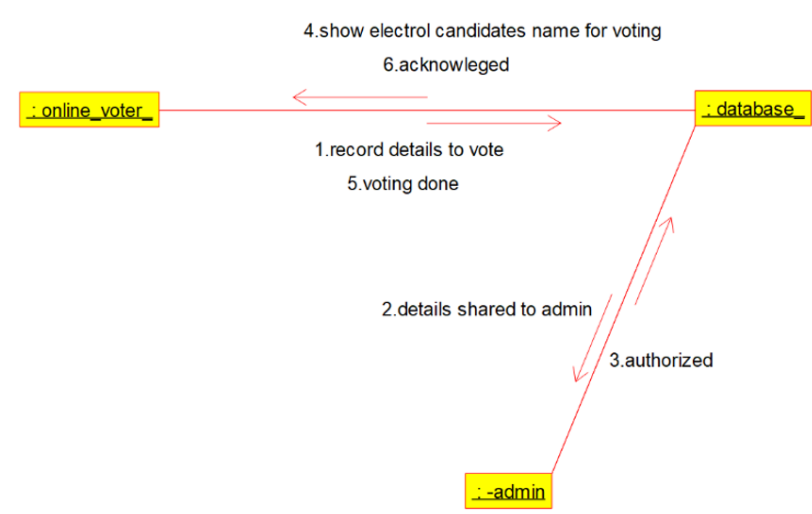 4.show electrol candidates name for voting
6.acknowleged
: online_voter_
: database_
1.record details to vote
5.voting done
2.details shared to admin
3.authorized
: -admin